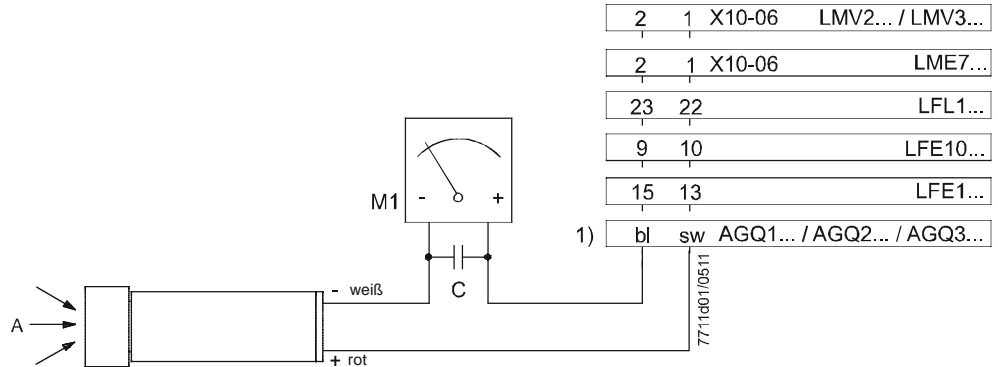 2 1 X10-06 LMV2... / LMV3...
2 1 X10-06 LME7...
23 22 LFL1...
9 10 LFE10...
15 13 LFE1...
1) bl sw AGQ1... / AGQ2... / AGQ3...
M1 - +
C
7711d01/0511
- weiß
A
+ rot